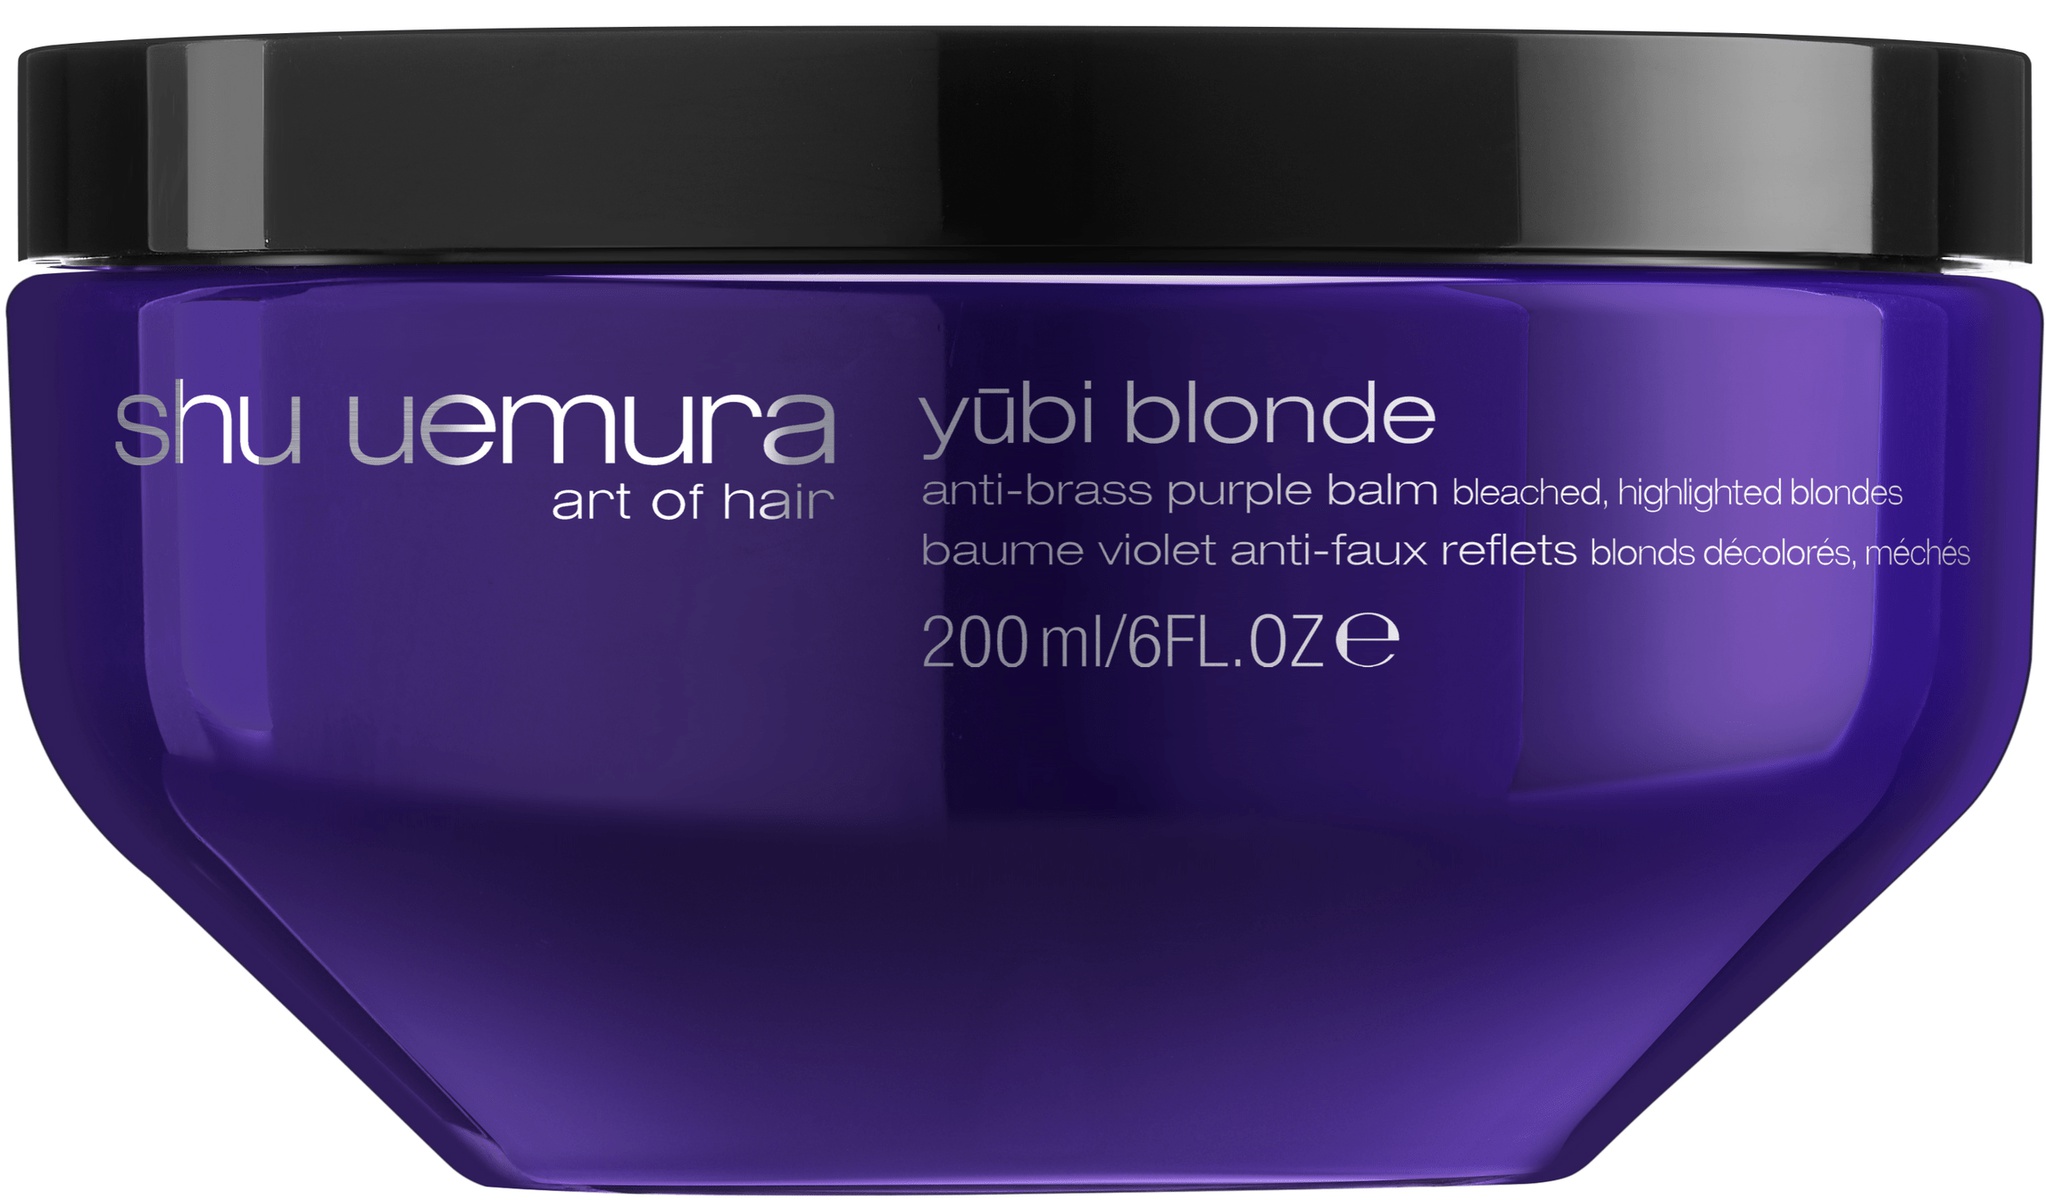 shu uemura
art of hair
yūbi blonde
anti-brass purple balm bleached, highlighted blondes
baume violet anti-faux reflets blonds décolorés, méchés
200 ml/6FL.OZ e